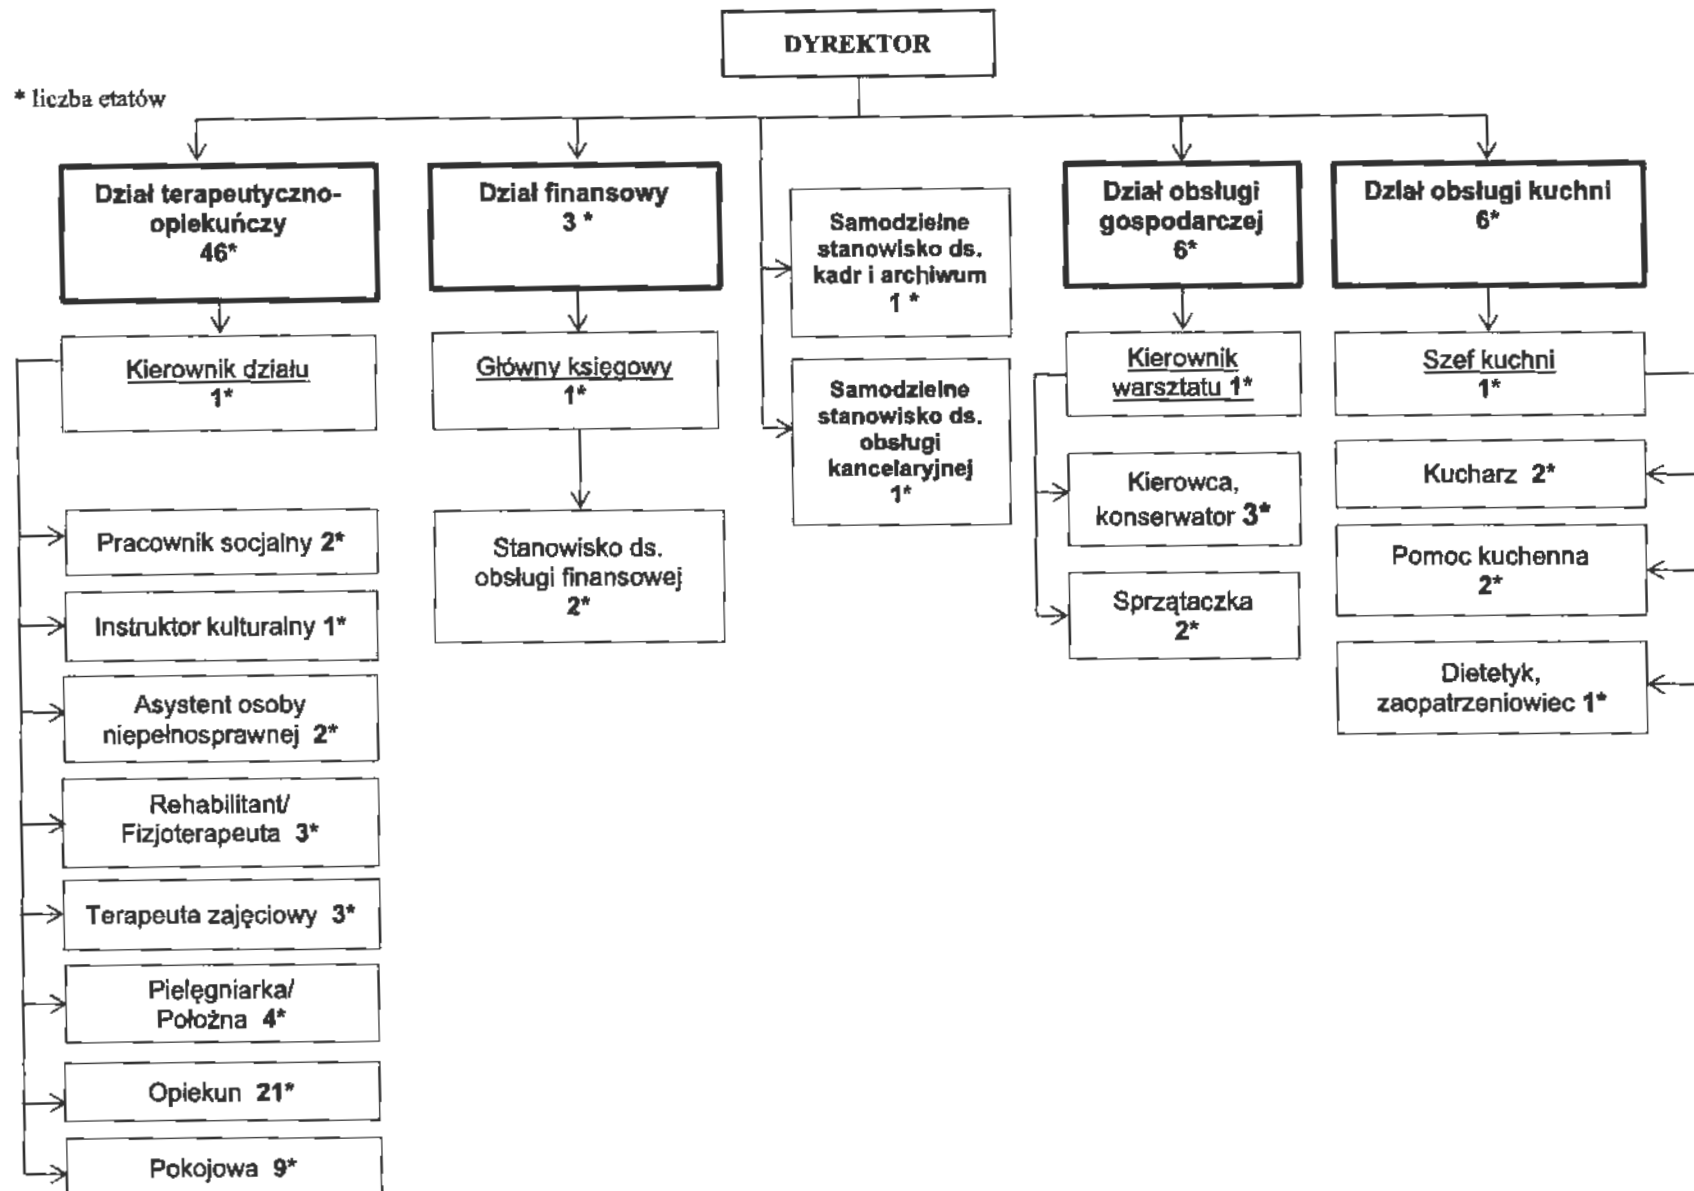 DYREKTOR
* liczba etatów
Dział terapeutyczno-
opiekuńczy
46*
Kierownik działu
1*
Pracownik socjalny 2*
Instruktor kulturalny 1*
Asystent osoby
niepełnosprawnej 2*
Rehabilitant/
Fizjoterapeuta 3*
Terapeuta zajęciowy 3*
Pielęgniarka/
Położna 4*
Opiekun 21*
Pokojowa 9*
Dział finansowy
3 *
Główny księgowy
1*
Stanowisko ds.
obsługi finansowej
2*
Samodzielne
stanowisko ds.
kadr i archiwum
1 *
Samodzielne
stanowisko ds.
obsługi
kancelaryjnej
1*
Dział obsługi
gospodarczej
6*
Kierownik
warsztatu 1*
Kierowca,
konserwator 3*
Sprzątaczka
2*
Dział obsługi kuchni
6*
Szef kuchni
1*
Kucharz 2*
Pomoc kuchenna
2*
Dietetyk,
zaopatrzeniowiec 1*